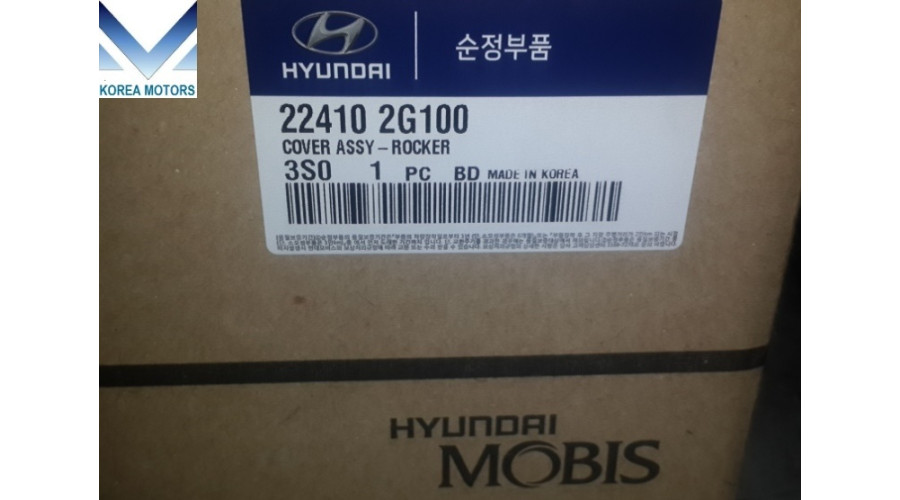 KOREA MOTORS
HYUNDAI
순정부품
22410 2G100
COVER ASSY - ROCKER
3S0 1 PC BD MADE IN KOREA
HYUNDAI
MOBIS